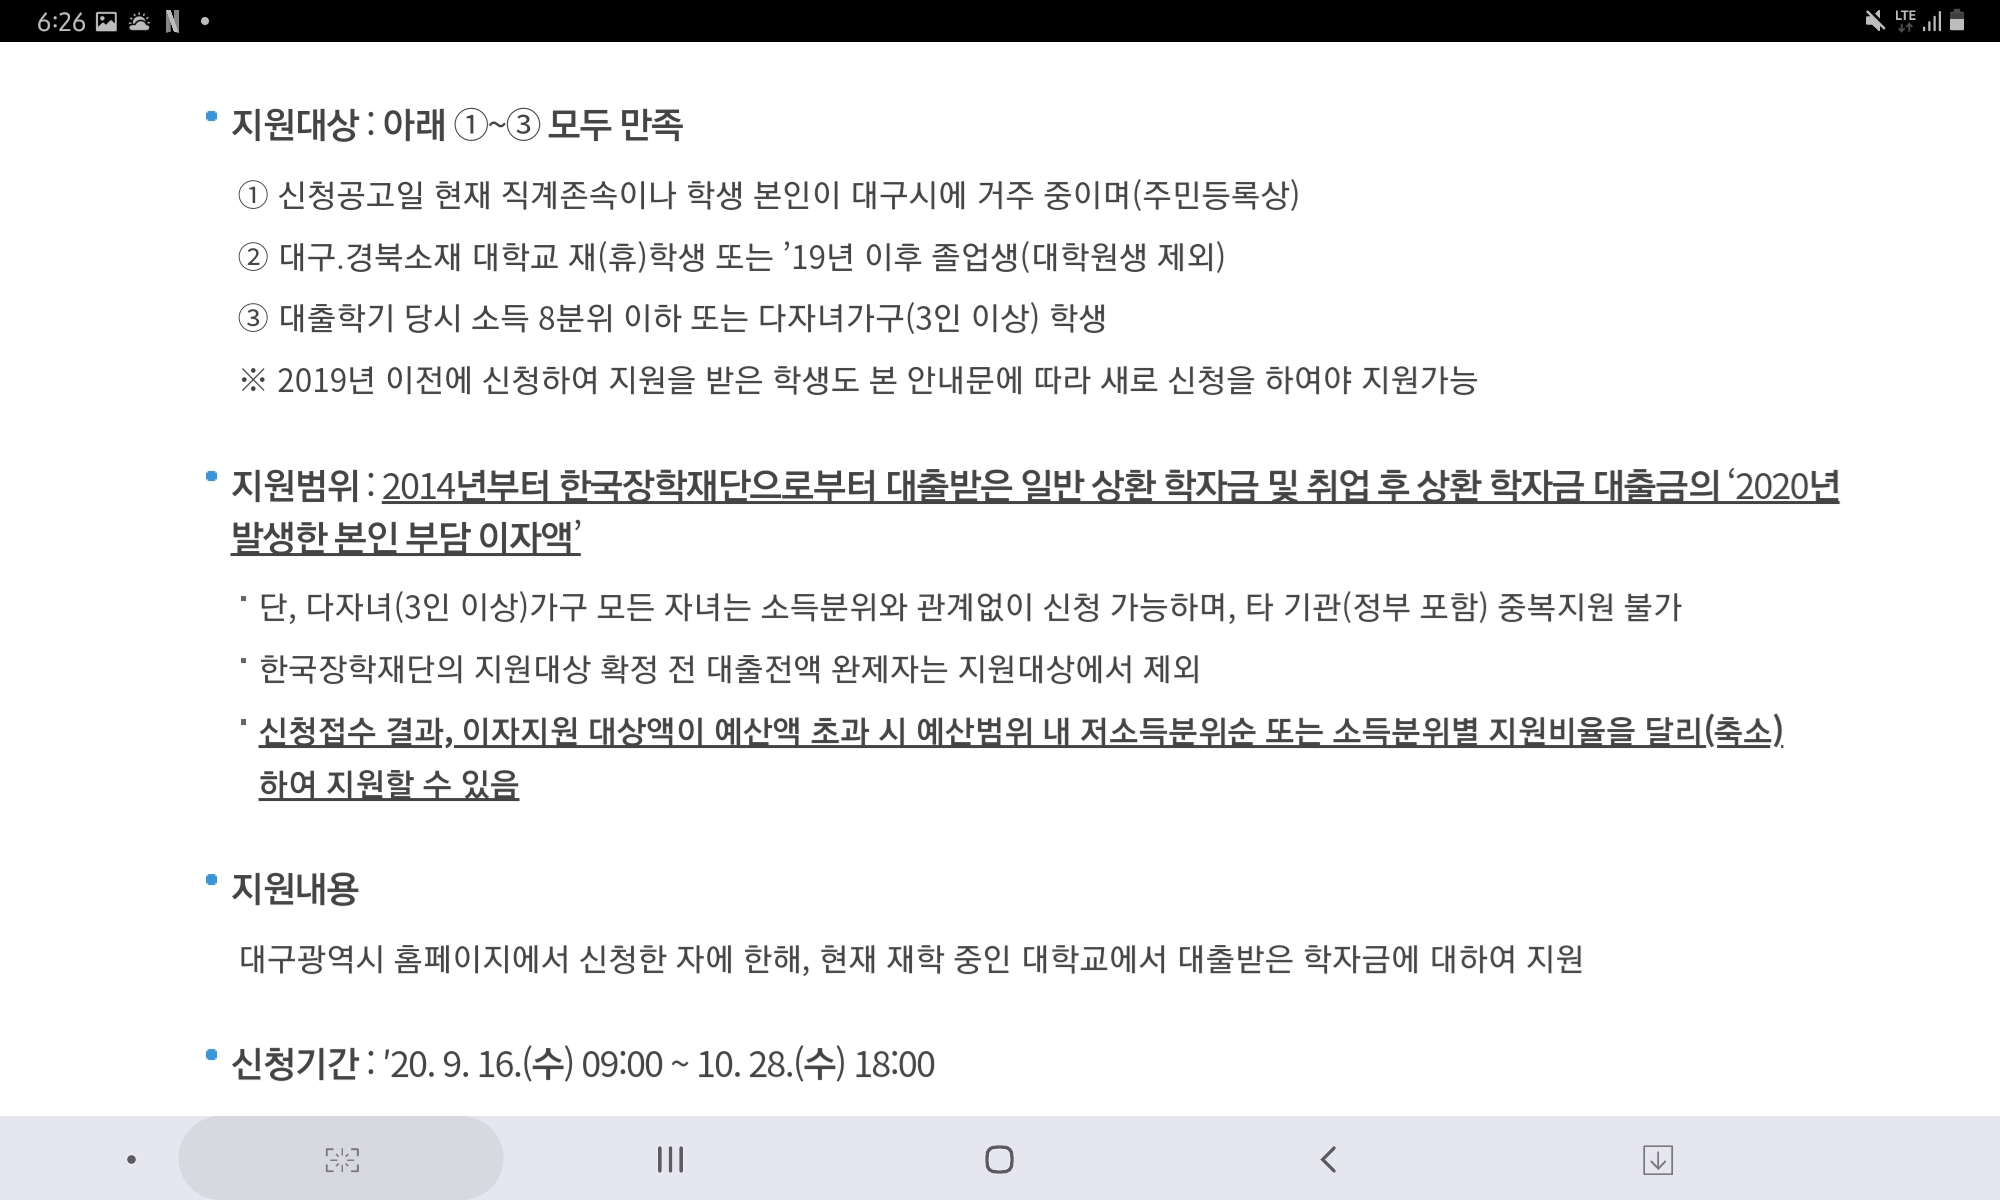 6:26
LTE
지원대상 : 아래 ①~③ 모두 만족
① 신청공고일 현재 직계존속이나 학생 본인이 대구시에 거주 중이며(주민등록상)
② 대구.경북소재 대학교 재(휴)학생 또는 ’19년 이후 졸업생(대학원생 제외)
③ 대출학기 당시 소득 8분위 이하 또는 다자녀가구(3인 이상) 학생
※ 2019년 이전에 신청하여 지원을 받은 학생도 본 안내문에 따라 새로 신청을 하여야 지원가능
지원범위 : 2014년부터 한국장학재단으로부터 대출받은 일반 상환 학자금 및 취업 후 상환 학자금 대출금의 ‘2020년
발생한 본인 부담 이자액’
단, 다자녀(3인 이상)가구 모든 자녀는 소득분위와 관계없이 신청 가능하며, 타 기관(정부 포함) 중복지원 불가
한국장학재단의 지원대상 확정 전 대출전액 완제자는 지원대상에서 제외
신청접수 결과, 이자지원 대상액이 예산액 초과 시 예산범위 내 저소득분위순 또는 소득분위별 지원비율을 달리(축소)
하여 지원할 수 있음
지원내용
대구광역시 홈페이지에서 신청한 자에 한해, 현재 재학 중인 대학교에서 대출받은 학자금에 대하여 지원
신청기간 : '20. 9. 16.(수) 09:00 ~ 10. 28.(수) 18:00